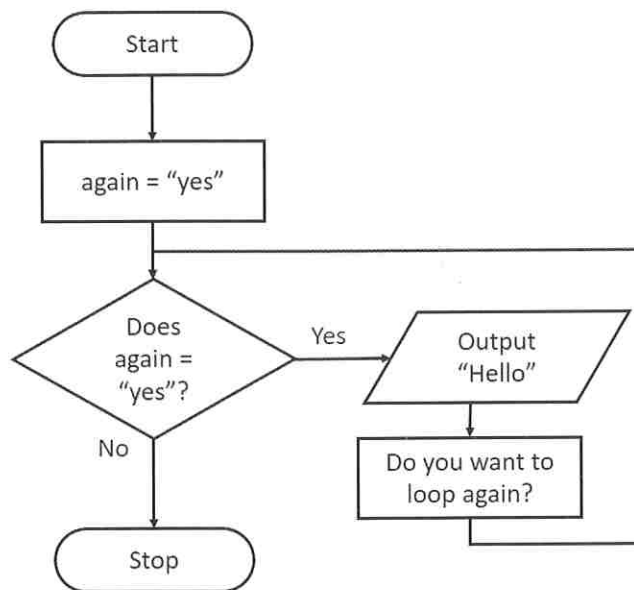 Start
again = “yes”
Does
again =
“yes”?
Yes
Output
“Hello”
No
Do you want to
loop again?
Stop